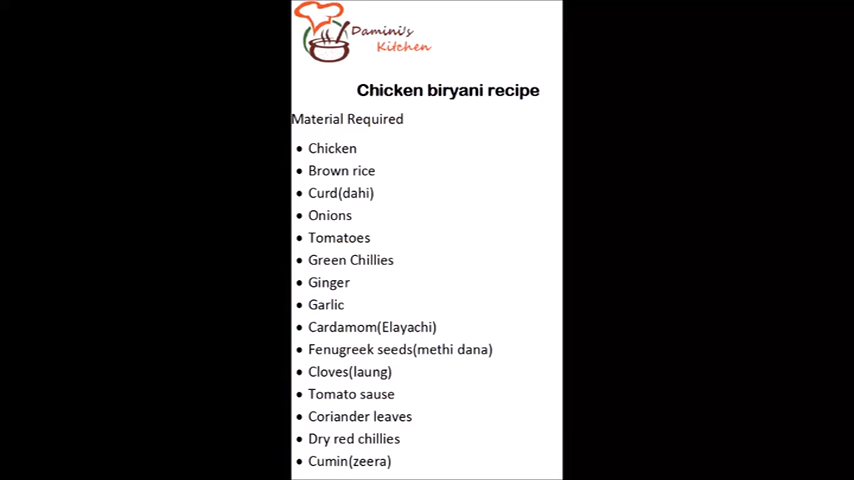 Damini's
Kitchen
Chicken biryani recipe
Material Required
• Chicken
• Brown rice
• Curd(dahi)
• Onions
• Tomatoes
• Green Chillies
• Ginger
• Garlic
• Cardamom(Elayachi)
• Fenugreek seeds(methi dana)
• Cloves(laung)
• Tomato sause
• Coriander leaves
• Dry red chillies
• Cumin(zeera)